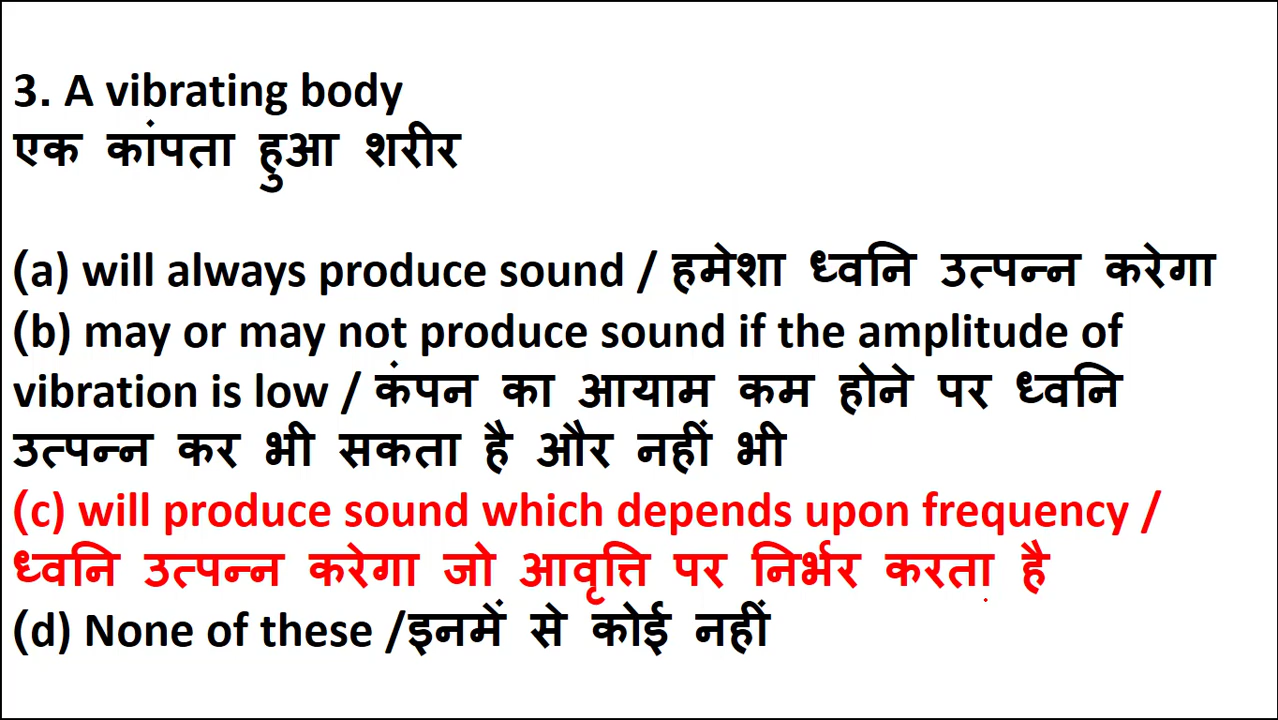 3. A vibrating body
एक कांपता हुआ शरीर
(a) will always produce sound / हमेशा ध्वनि उत्पन्न करेगा
(b) may or may not produce sound if the amplitude of
vibration is low / कंपन का आयाम कम होने पर ध्वनि
उत्पन्न कर भी सकता है और नहीं भी
(c) will produce sound which depends upon frequency /
ध्वनि उत्पन्न करेगा जो आवृत्ति पर निर्भर करता है
(d) None of these /इनमें से कोई नहीं